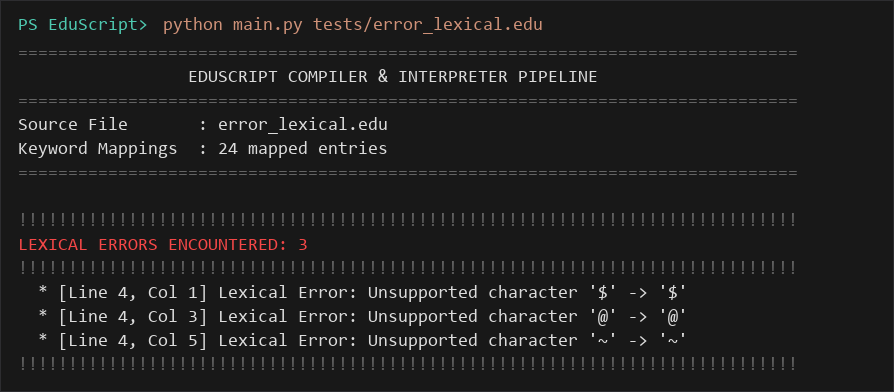 PS EduScript> python main.py tests/error_lexical.edu
==============================================================================
EDUSCRIPT COMPILER & INTERPRETER PIPELINE
==============================================================================
Source File       : error_lexical.edu
Keyword Mappings  : 24 mapped entries
==============================================================================
!!!!!!!!!!!!!!!!!!!!!!!!!!!!!!!!!!!!!!!!!!!!!!!!!!!!!!!!!!!!!!!!!!!!!!!!!!!!!!
LEXICAL ERRORS ENCOUNTERED: 3
!!!!!!!!!!!!!!!!!!!!!!!!!!!!!!!!!!!!!!!!!!!!!!!!!!!!!!!!!!!!!!!!!!!!!!!!!!!!!!
* [Line 4, Col 1] Lexical Error: Unsupported character '$' -> '$'
* [Line 4, Col 3] Lexical Error: Unsupported character '@' -> '@'
* [Line 4, Col 5] Lexical Error: Unsupported character '~' -> '~'
!!!!!!!!!!!!!!!!!!!!!!!!!!!!!!!!!!!!!!!!!!!!!!!!!!!!!!!!!!!!!!!!!!!!!!!!!!!!!!